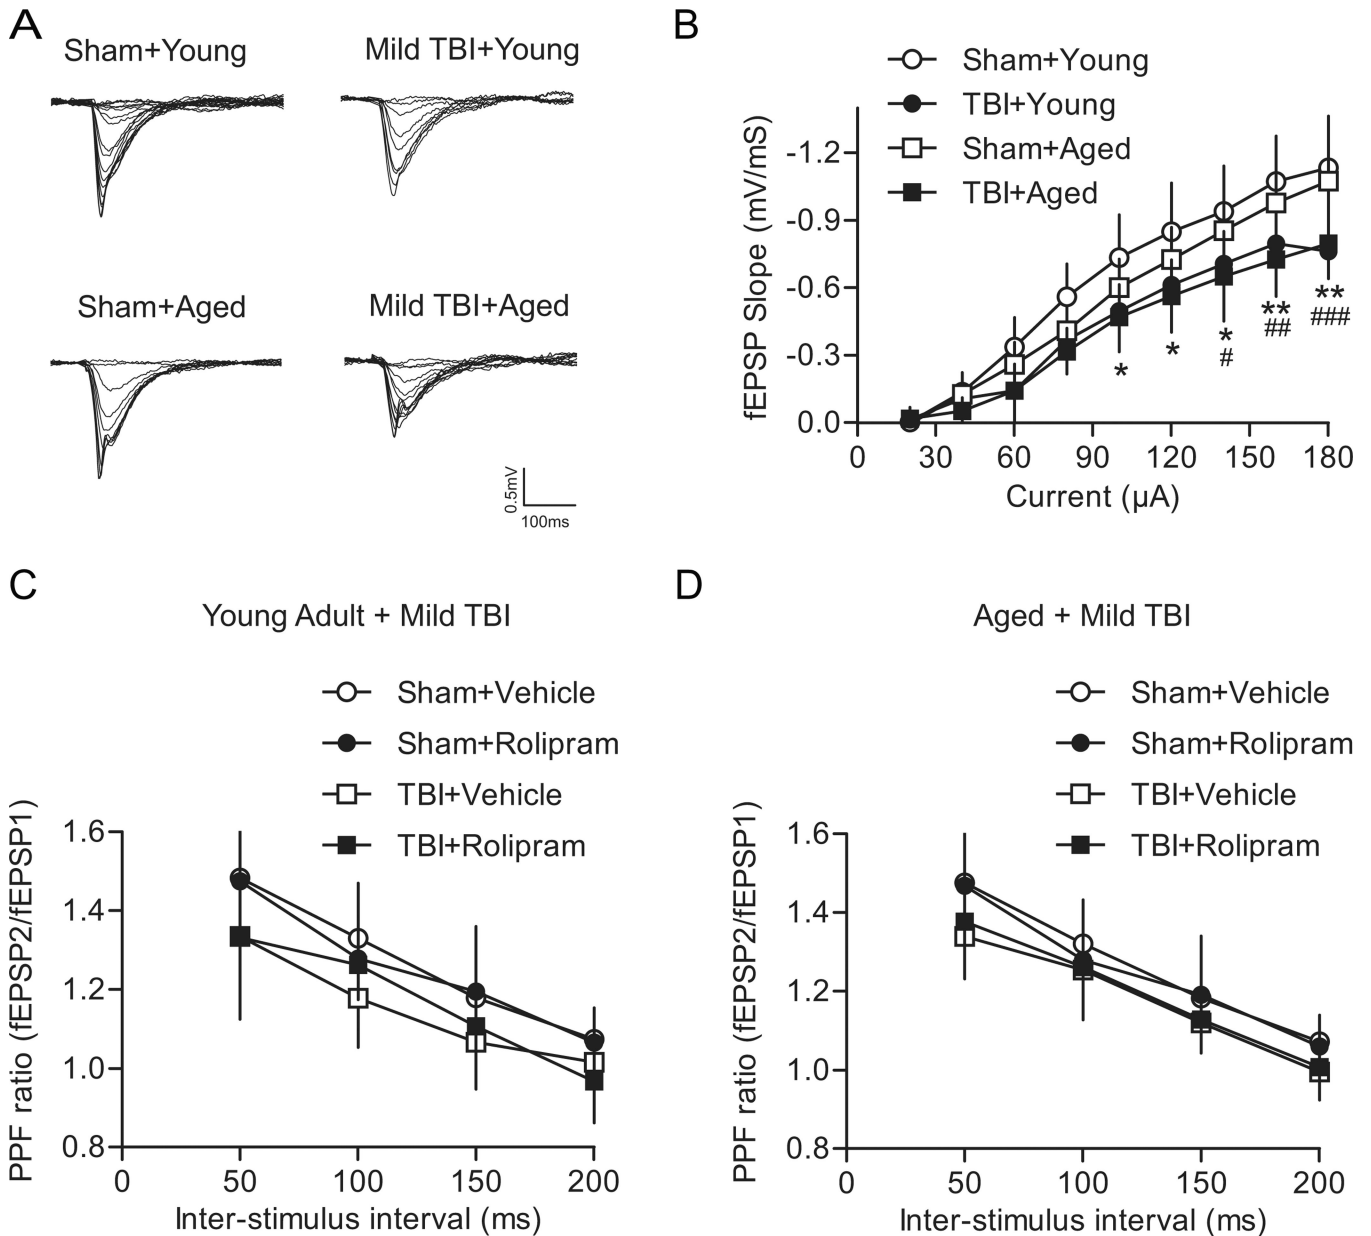 A
Sham+Young
Mild TBI+Young
Sham+Aged
Mild TBI+Aged
0.5mV
100ms
B
Sham+Young
TBI+Young
Sham+Aged
TBI+Aged
fEPSP Slope (mV/mS)
-1.2
-0.9
-0.6
-0.3
0.0
*
*
*
#
**
##
**
###
0 30 60 90 120 150 180
Current (µA)
C
Young Adult + Mild TBI
Sham+Vehicle
Sham+Rolipram
TBI+Vehicle
TBI+Rolipram
PPF ratio (fEPSP2/fEPSP1)
1.6
1.4
1.2
1.0
0.8
0 50 100 150 200
Inter-stimulus interval (ms)
D
Aged + Mild TBI
Sham+Vehicle
Sham+Rolipram
TBI+Vehicle
TBI+Rolipram
PPF ratio (fEPSP2/fEPSP1)
1.6
1.4
1.2
1.0
0.8
0 50 100 150 200
Inter-stimulus interval (ms)